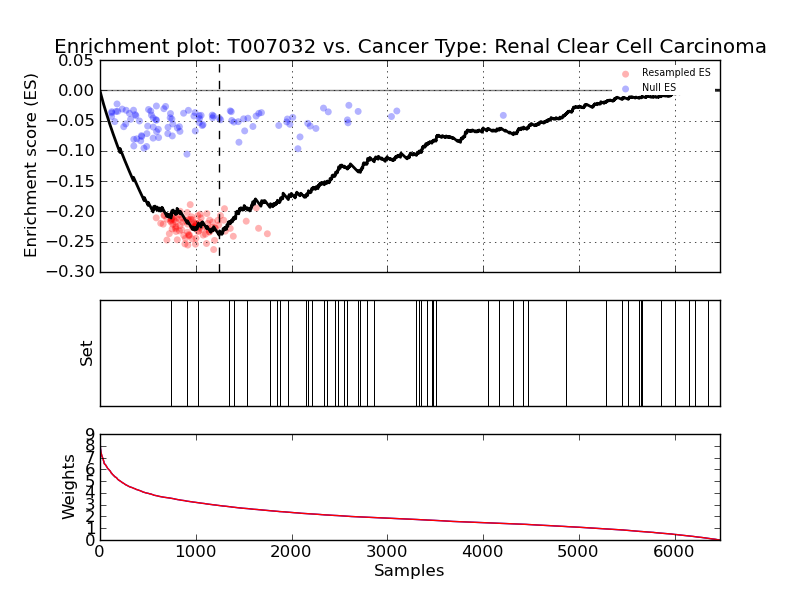 Enrichment plot: T007032 vs. Cancer Type: Renal Clear Cell Carcinoma
Enrichment score (ES)
0.05
0.00
−0.05
−0.10
−0.15
−0.20
−0.25
−0.30
Resampled ES
Null ES
Set
Weights
9
8
7
6
5
4
3
2
1
0
0 1000 2000 3000 4000 5000 6000
Samples